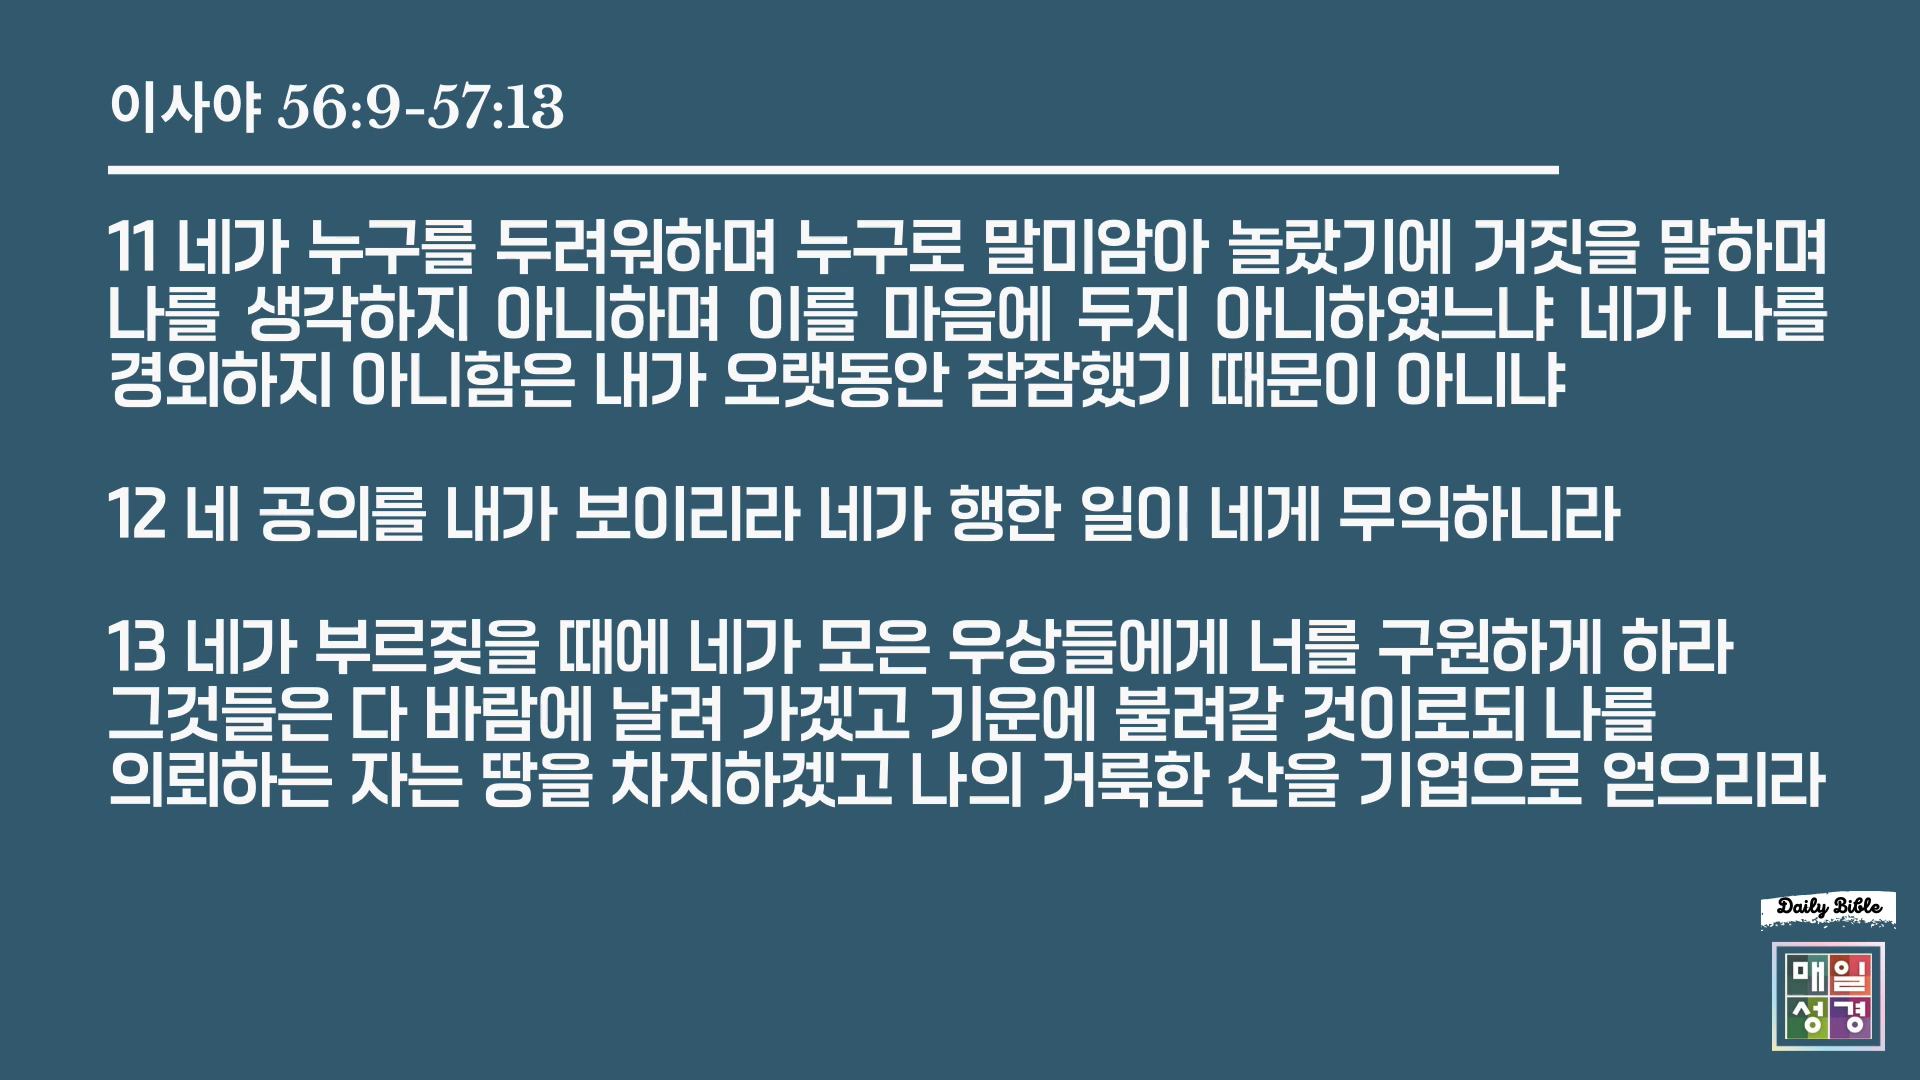 이사야 56:9-57:13
11 네가 누구를 두려워하며 누구로 말미암아 놀랐기에 거짓을 말하며
나를 생각하지 아니하며 이를 마음에 두지 아니하였느냐 네가 나를
경외하지 아니함은 내가 오랫동안 잠잠했기 때문이 아니냐
12 네 공의를 내가 보이리라 네가 행한 일이 네게 무익하니라
13 네가 부르짖을 때에 네가 모은 우상들에게 너를 구원하게 하라
그것들은 다 바람에 날려 가겠고 기운에 불려갈 것이로되 나를
의뢰하는 자는 땅을 차지하겠고 나의 거룩한 산을 기업으로 얻으리라
Daily Bible
매일
성경